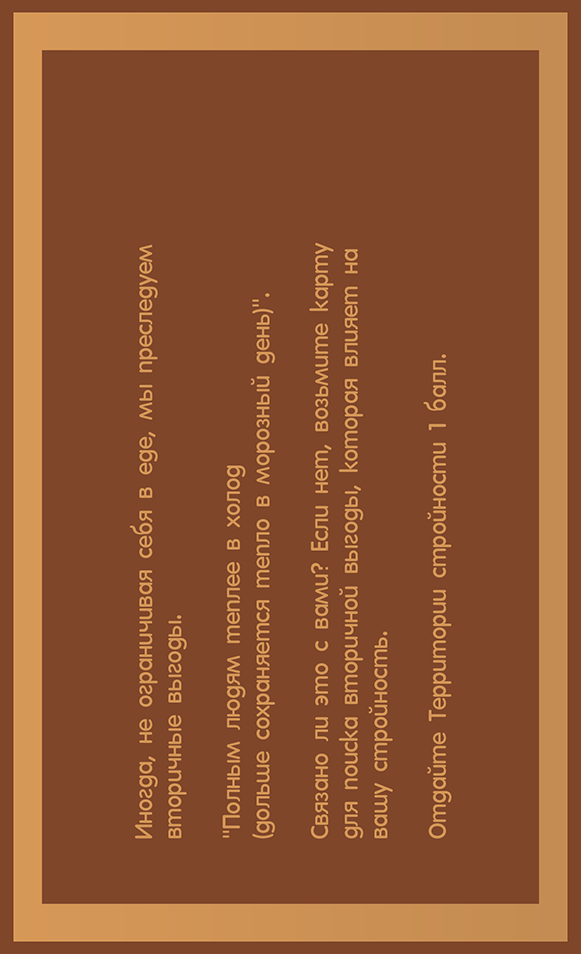 Иногда, не ограничивая себя в еде, мы преследуем
вторичные выгоды.
"Полным людям теплее в холод
(дольше сохраняется тепло в морозный день)".
Связано ли это с вами? Если нет, возьмите карту
для поиска вторичной выгоды, которая влияет на
вашу стройность.
Отдайте Территории стройности 1 балл.